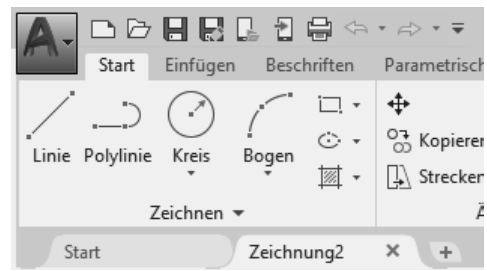 A
Start Einfügen Beschriften Parametrisch
Linie Polylinie Kreis Bogen
Kopieren
Strecken
Zeichnen
Start Zeichnung2